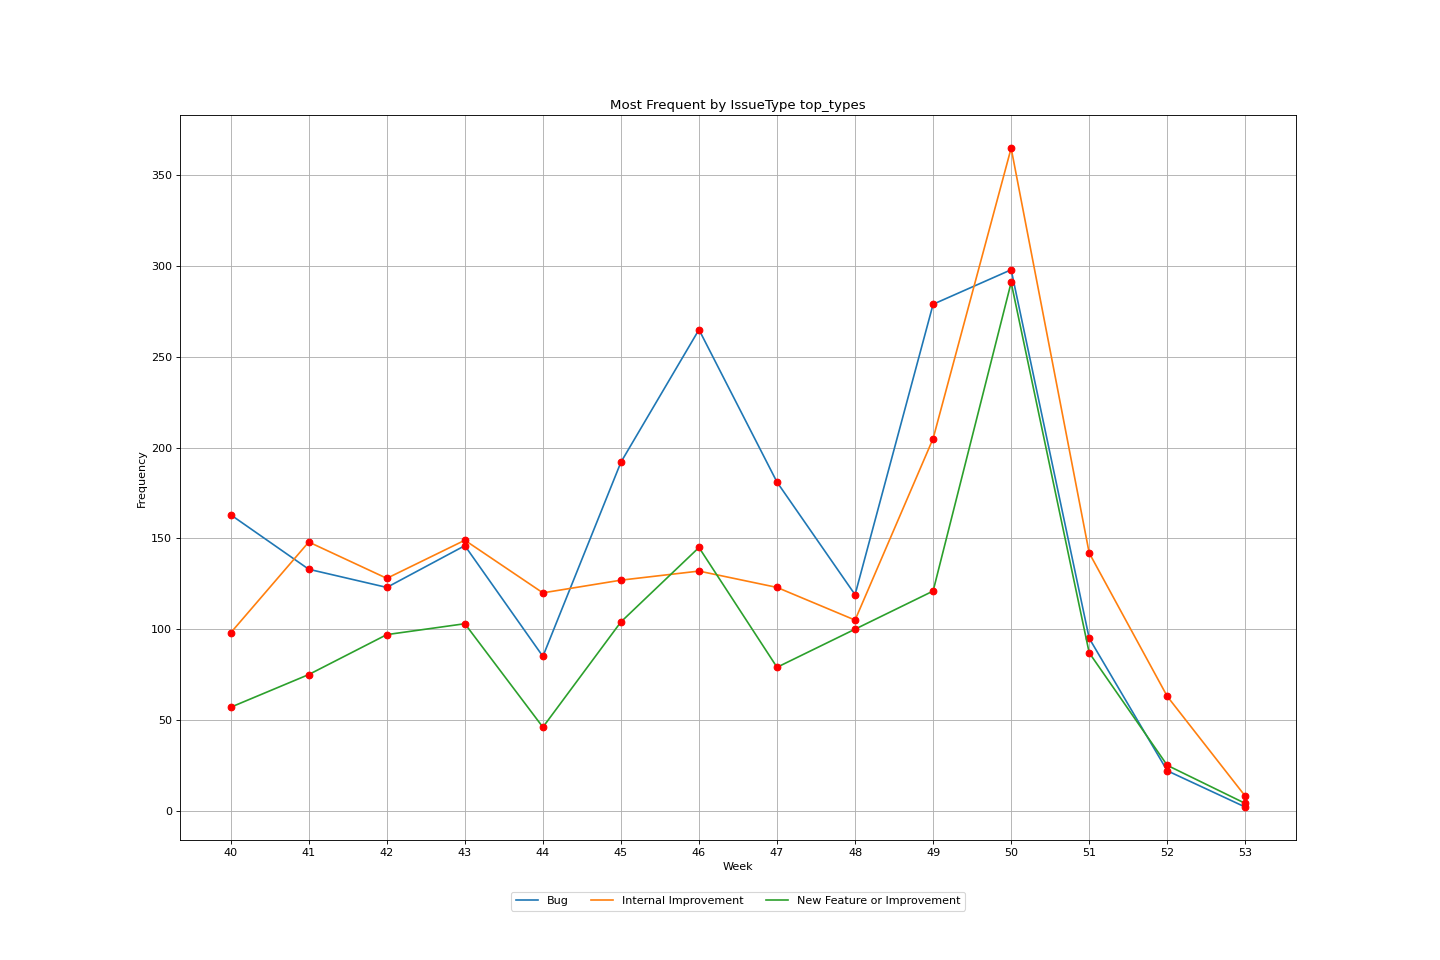 Most Frequent by IssueType top_types
350
300
250
200
150
100
50
0
Frequency
40 41 42 43 44 45 46 47 48 49 50 51 52 53
Week
Bug Internal Improvement New Feature or Improvement